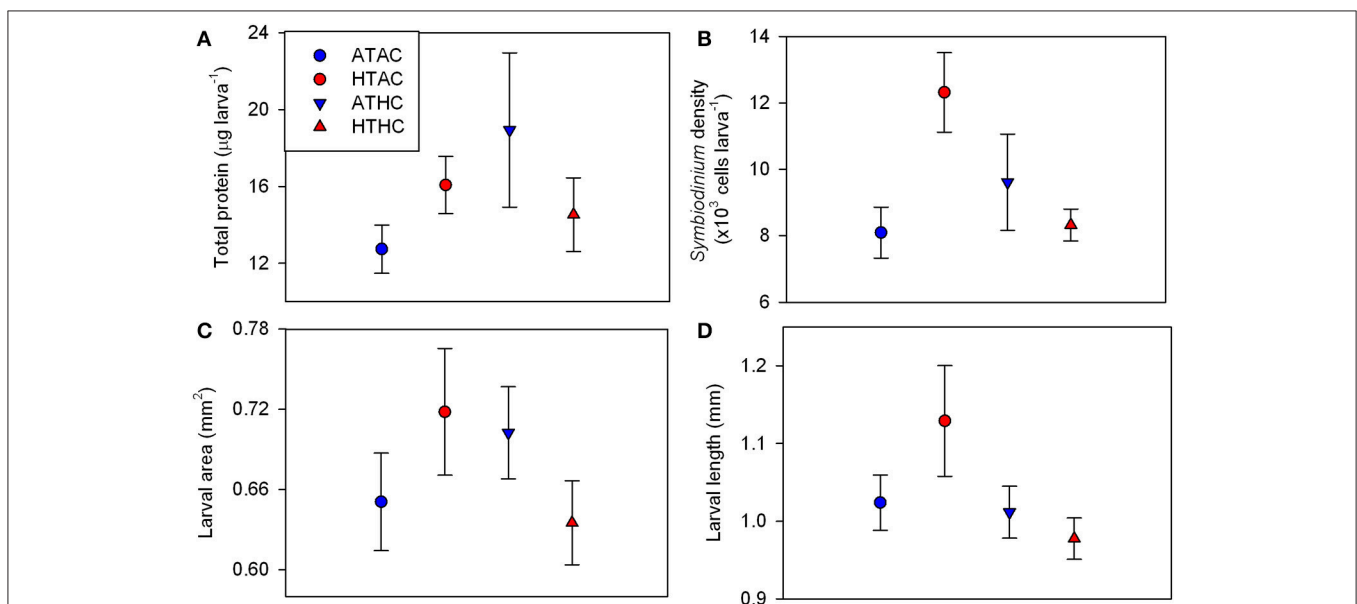 A
Total protein (µg larva⁻¹)
24
20
16
12
ATAC
HTAC
ATHC
HTHC
B
Symbiodinium density
(x10³ cells larva⁻¹)
14
12
10
8
6
C
Larval area (mm²)
0.78
0.72
0.66
0.60
D
Larval length (mm)
1.2
1.1
1.0
0.9